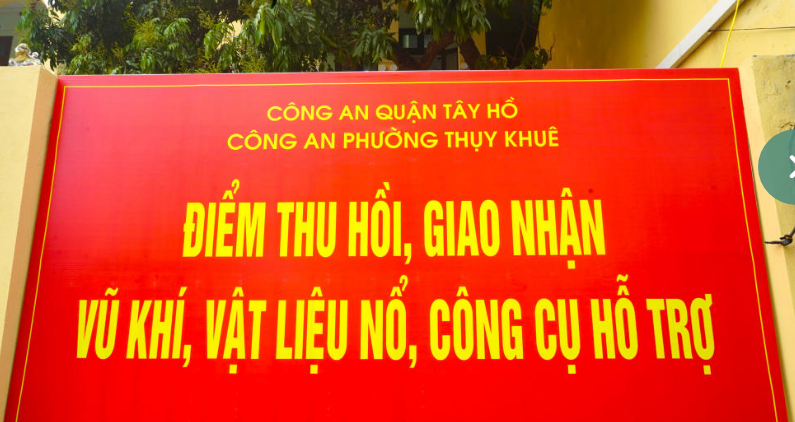 CÔNG AN QUẬN TÂY HỒ
CÔNG AN PHƯỜNG THỤY KHUÊ
ĐIỂM THU HỒI, GIAO NHẬN
VŨ KHÍ, VẬT LIỆU NỔ, CÔNG CỤ HỖ TRỢ